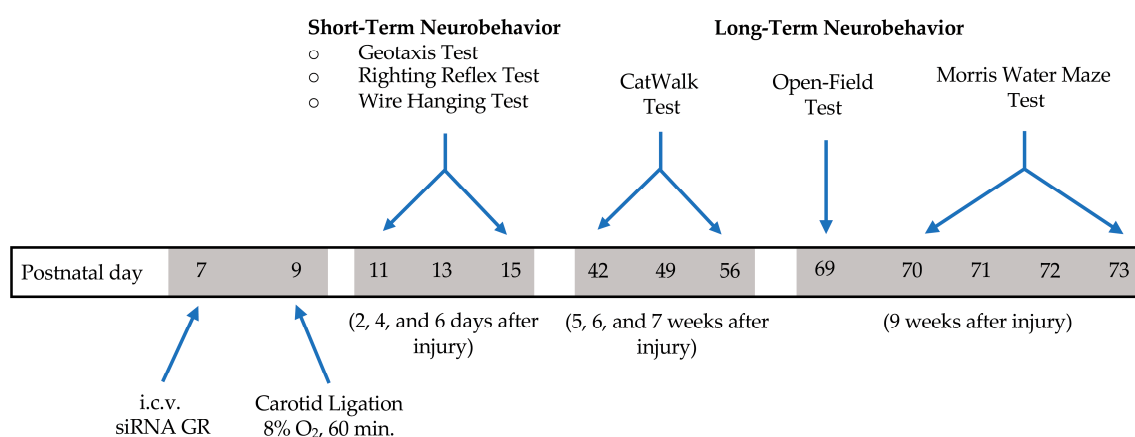 Short-Term Neurobehavior
o Geotaxis Test
o Righting Reflex Test
o Wire Hanging Test
Long-Term Neurobehavior
CatWalk
Test
Open-Field
Test
Morris Water Maze
Test
Postnatal day 7 9 11 13 15 42 49 56 69 70 71 72 73
(2, 4, and 6 days after
injury)
(5, 6, and 7 weeks after
injury)
(9 weeks after injury)
i.c.v.
siRNA GR
Carotid Ligation
8% O₂, 60 min.